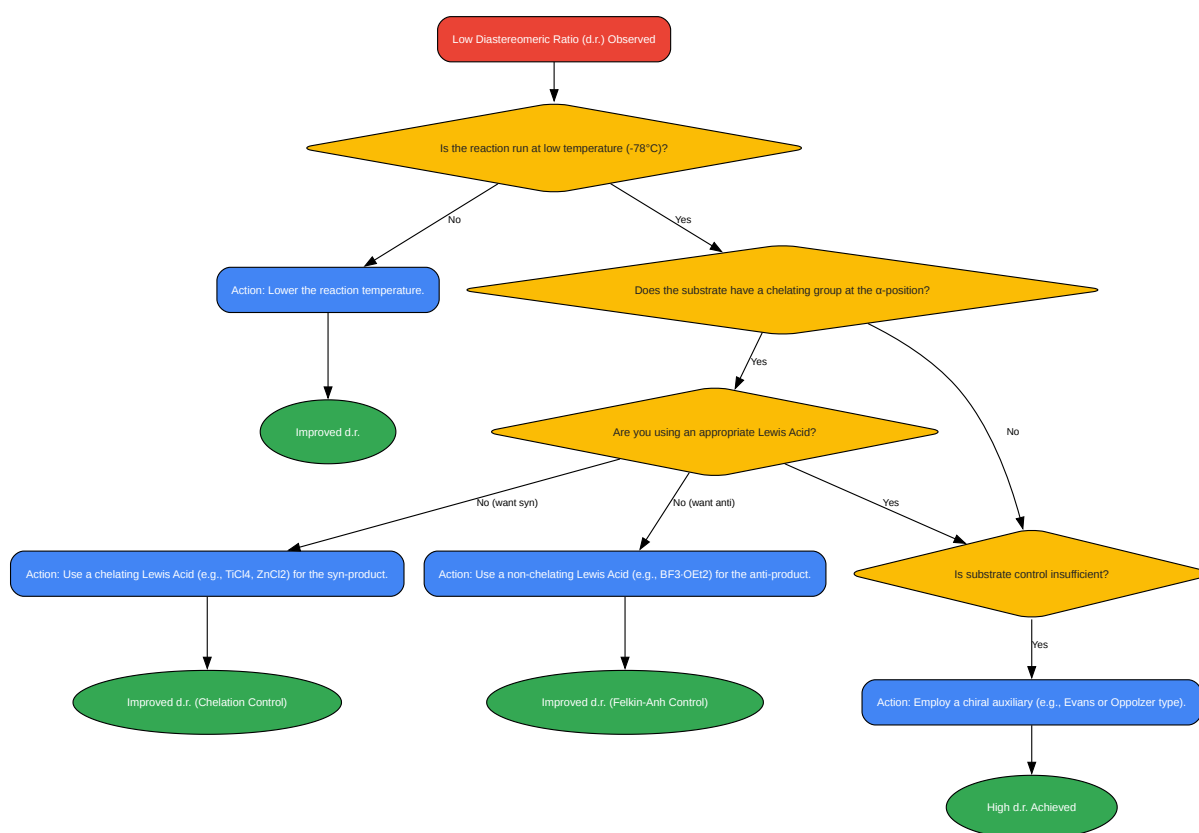 Low Diastereomeric Ratio (d.r.) Observed
Is the reaction run at low temperature (-78°C)?
No
Yes
Action: Lower the reaction temperature.
Does the substrate have a chelating group at the α-position?
Yes
Improved d.r.
Are you using an appropriate Lewis Acid?
No
No (want syn)
No (want anti)
Yes
Action: Use a chelating Lewis Acid (e.g., TiCl4, ZnCl2) for the syn-product.
Action: Use a non-chelating Lewis Acid (e.g., BF3·OEt2) for the anti-product.
Is substrate control insufficient?
Yes
Improved d.r. (Chelation Control)
Improved d.r. (Felkin-Anh Control)
Action: Employ a chiral auxiliary (e.g., Evans or Oppolzer type).
High d.r. Achieved